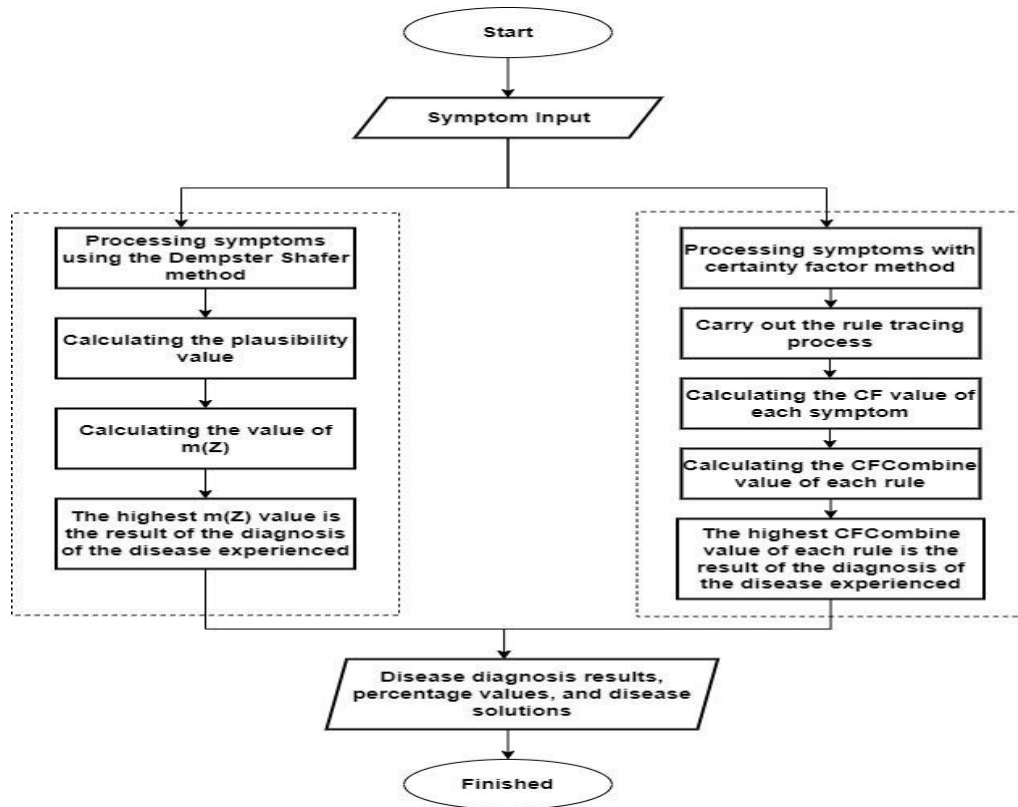 Start
Symptom Input
Processing symptoms
using the Dempster Shafer
method
Calculating the plausibility
value
Calculating the value of
m(Z)
The highest m(Z) value is
the result of the diagnosis
of the disease experienced
Processing symptoms with
certainty factor method
Carry out the rule tracing
process
Calculating the CF value of
each symptom
Calculating the CFCombine
value of each rule
The highest CFCombine
value of each rule is the
result of the diagnosis of
the disease experienced
Disease diagnosis results,
percentage values, and disease
solutions
Finished